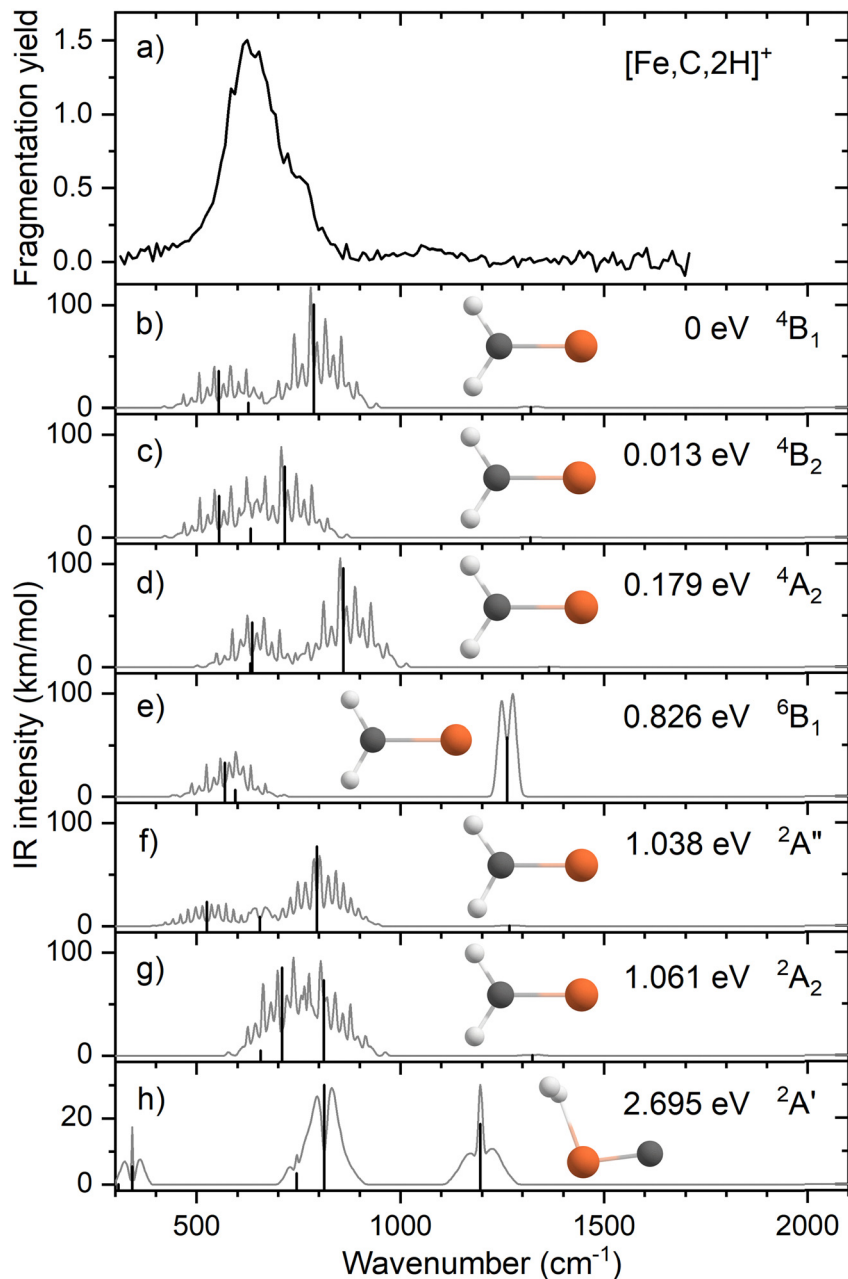 Fragmentation yield
1.5
1.0
0.5
0.0
a)
[Fe,C,2H]⁺
IR intensity (km/mol)
100
0
b)
0 eV ⁴B₁
100
0
c)
0.013 eV ⁴B₂
100
0
d)
0.179 eV ⁴A₂
100
0
e)
0.826 eV ⁶B₁
100
0
f)
1.038 eV ²A"
100
0
g)
1.061 eV ²A₂
20
0
h)
2.695 eV ²A'
500 1000 1500 2000
Wavenumber (cm⁻¹)